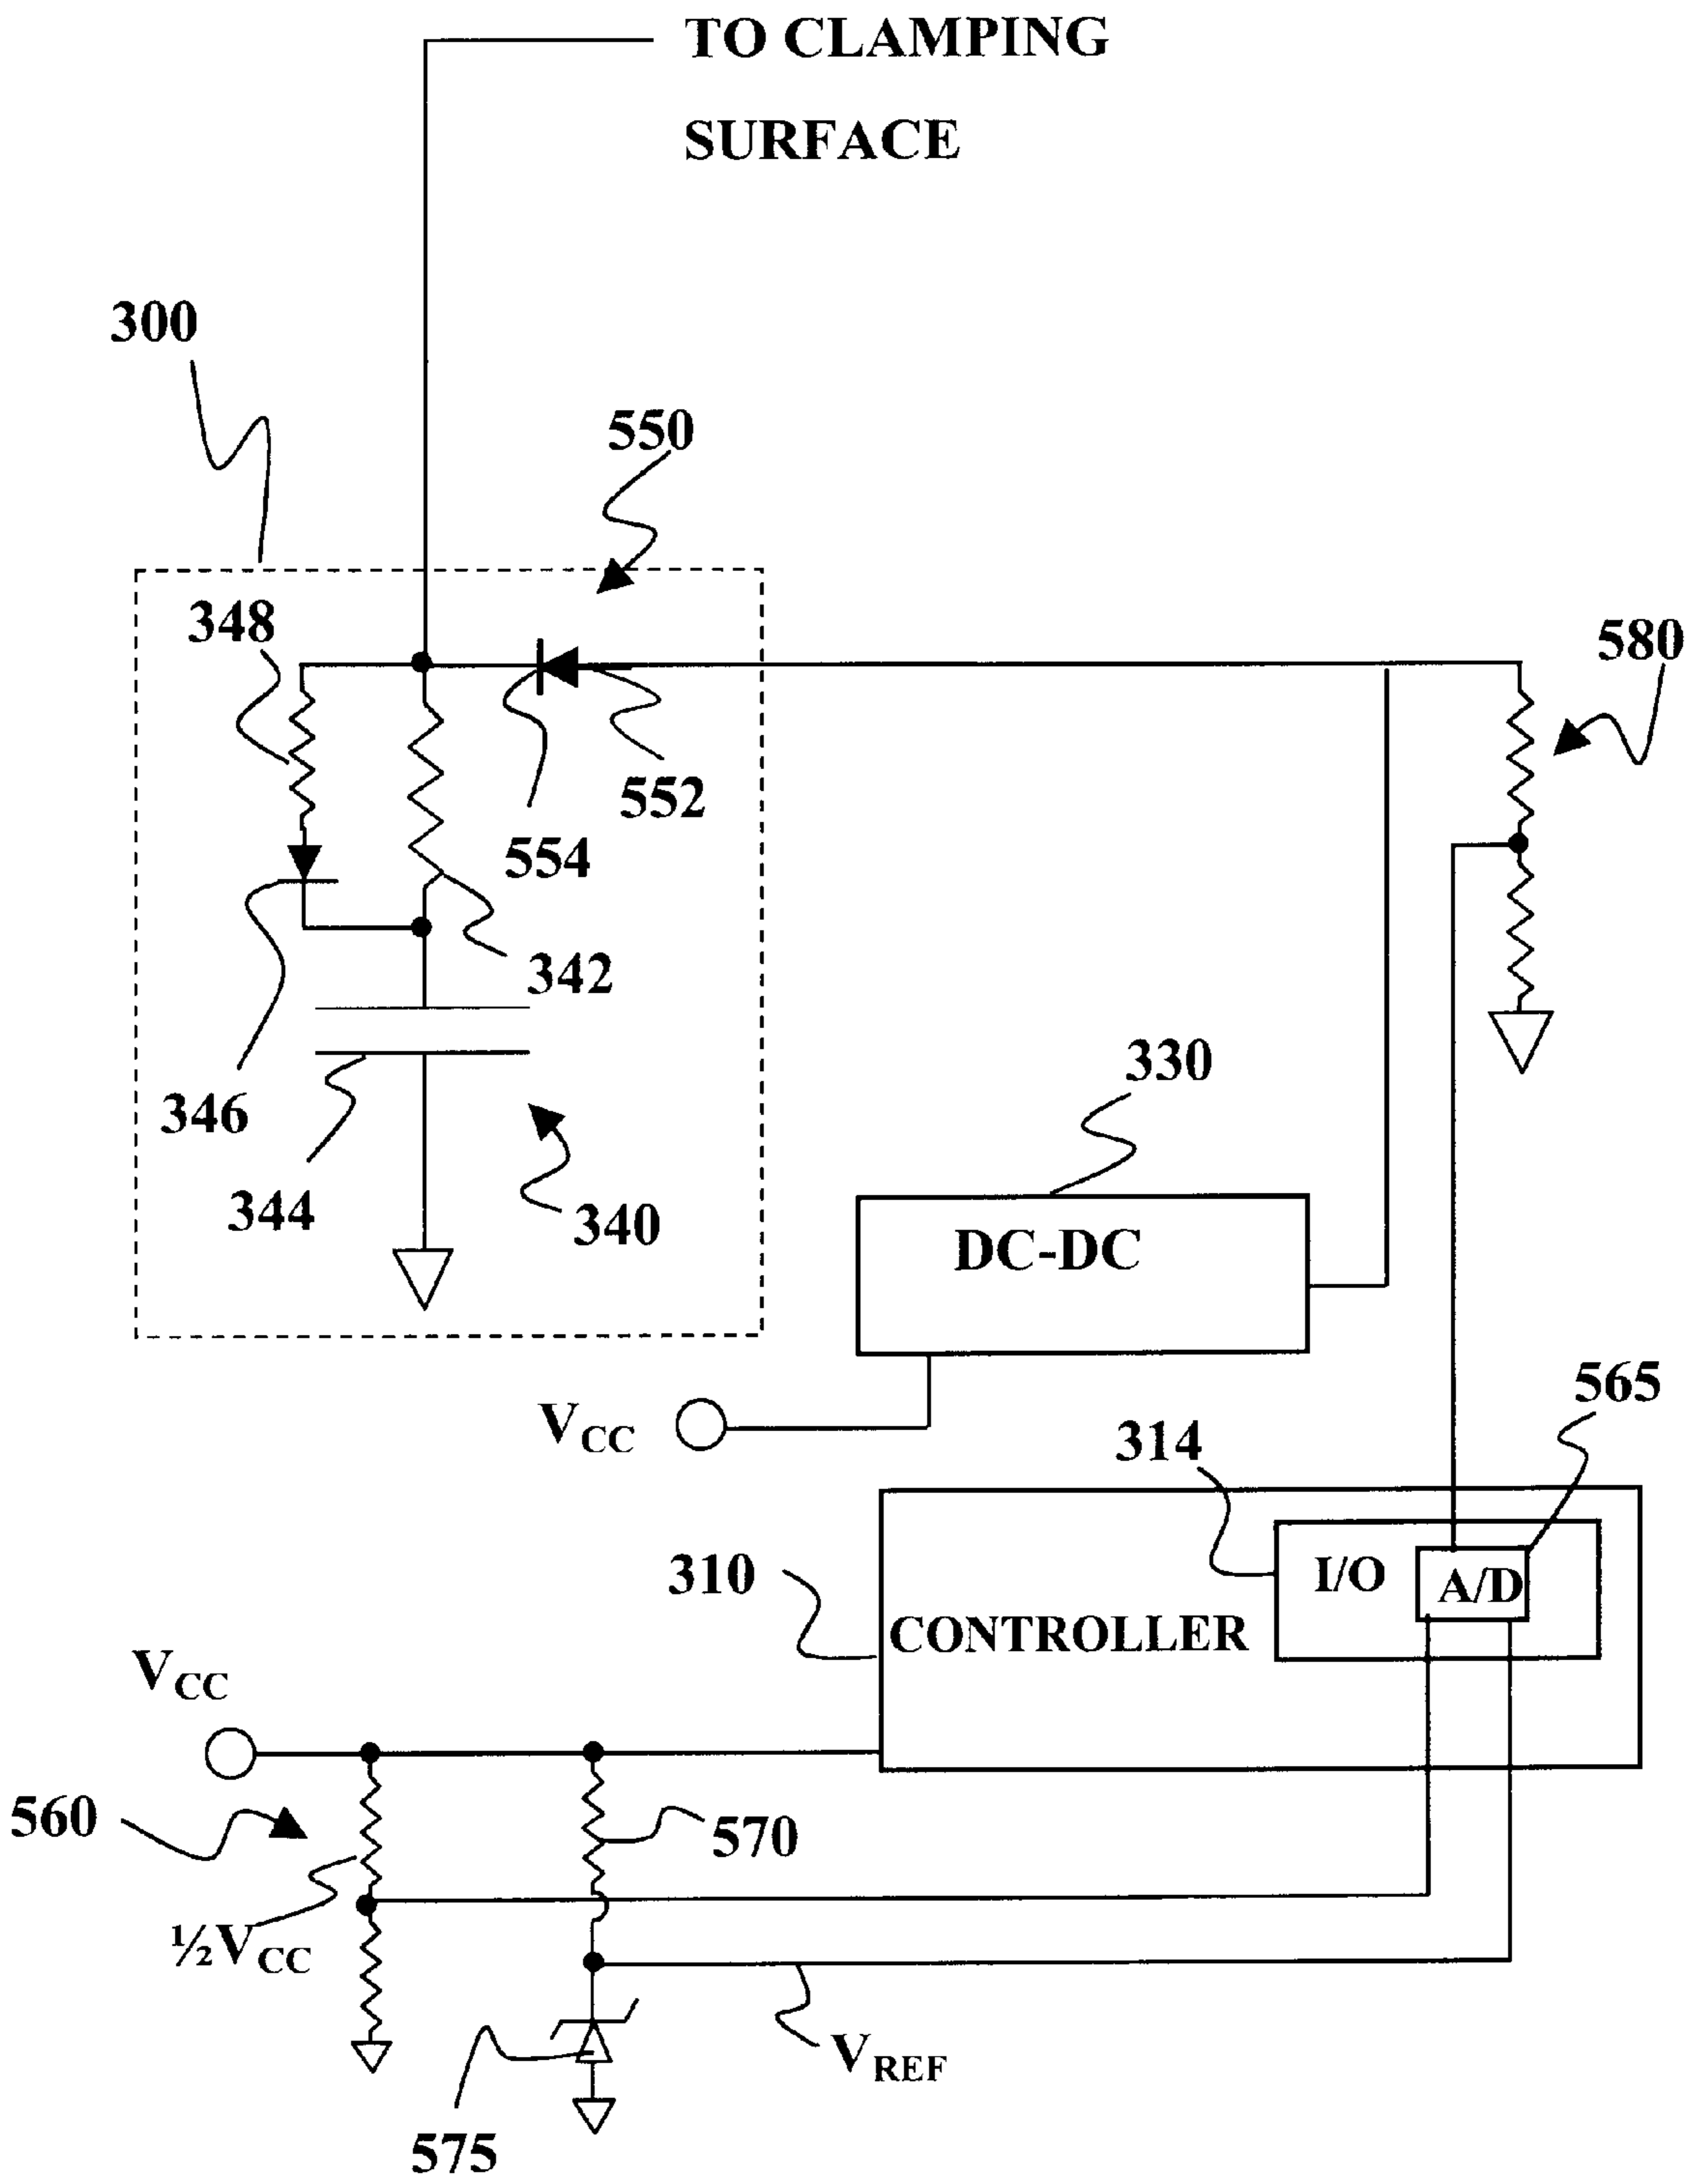 TO CLAMPING
SURFACE
300
550
348
580
552
554
342
346
330
344
340
DC-DC
565
VCC
314
310
I/O
A/D
CONTROLLER
VCC
560
570
½VCC
VREF
575